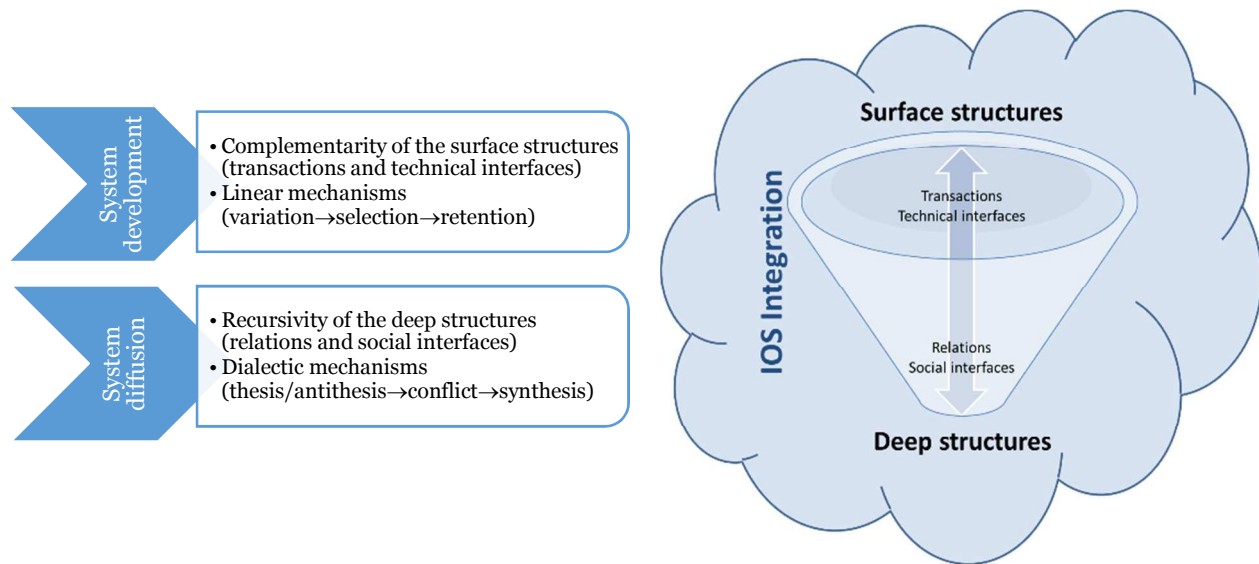 System
development
• Complementarity of the surface structures
(transactions and technical interfaces)
• Linear mechanisms
(variation→selection→retention)
System
diffusion
• Recursivity of the deep structures
(relations and social interfaces)
• Dialectic mechanisms
(thesis/antithesis→conflict→synthesis)
IOS Integration
Surface structures
Transactions
Technical interfaces
Relations
Social interfaces
Deep structures